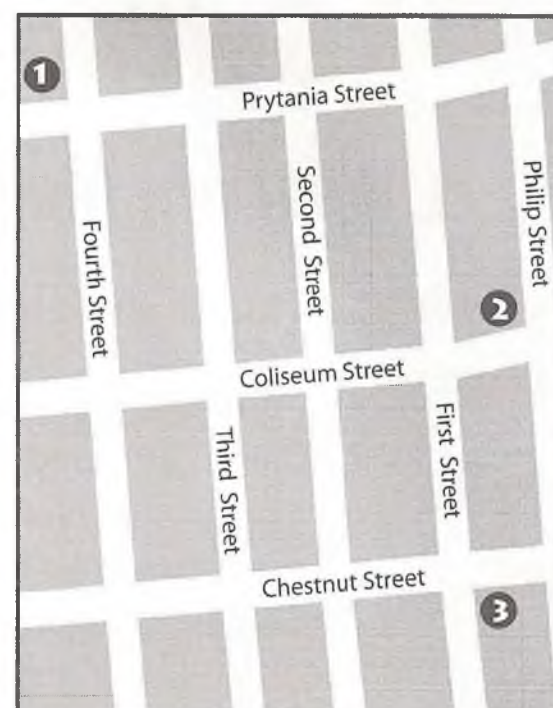 1
Prytania Street
Second Street
Philip Street
Fourth Street
2
Coliseum Street
Third Street
First Street
Chestnut Street
3